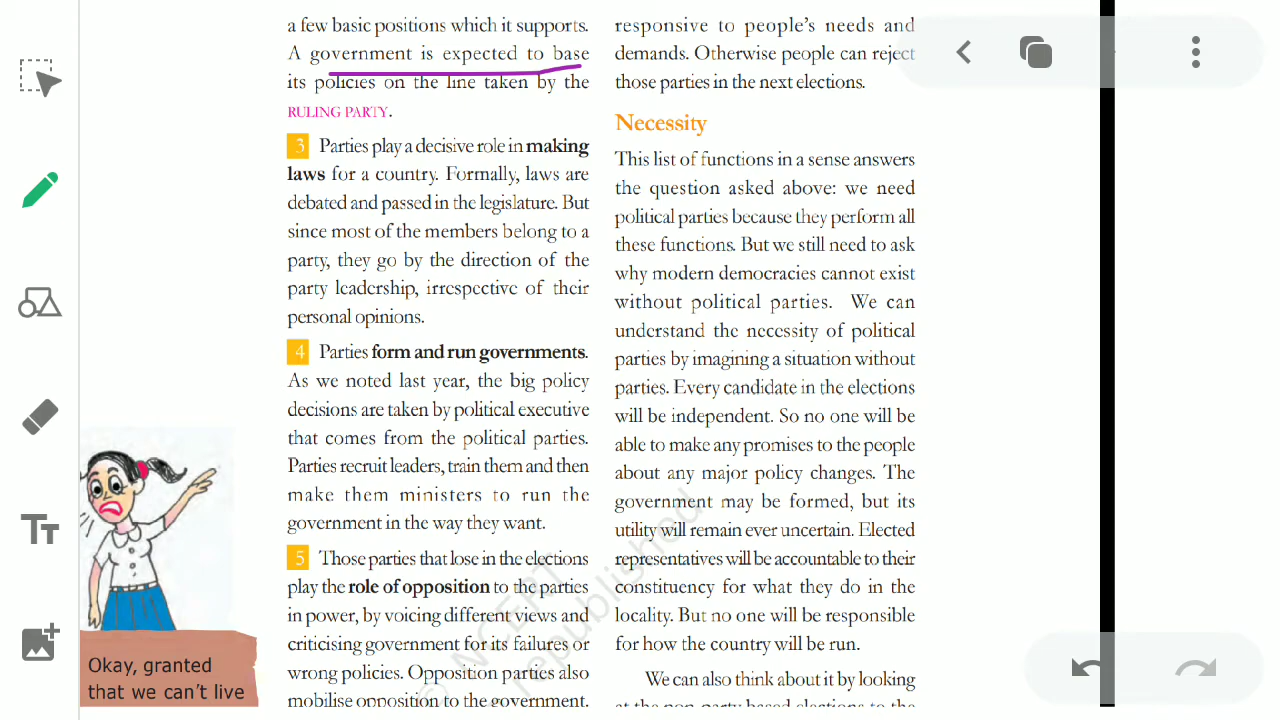 a few basic positions which it supports.
A government is expected to base
its policies on the line taken by the
RULING PARTY.
3 Parties play a decisive role in making
laws for a country. Formally, laws are
debated and passed in the legislature. But
since most of the members belong to a
party, they go by the direction of the
party leadership, irrespective of their
personal opinions.
4 Parties form and run governments.
As we noted last year, the big policy
decisions are taken by political executive
that comes from the political parties.
Parties recruit leaders, train them and then
make them ministers to run the
government in the way they want.
5 Those parties that lose in the elections
play the role of opposition to the parties
in power, by voicing different views and
criticising government for its failures or
wrong policies. Opposition parties also
mobilise opposition to the government.
responsive to people's needs and
demands. Otherwise people can reject
those parties in the next elections.
Necessity
This list of functions in a sense answers
the question asked above: we need
political parties because they perform all
these functions. But we still need to ask
why modern democracies cannot exist
without political parties. We can
understand the necessity of political
parties by imagining a situation without
parties. Every candidate in the elections
will be independent. So no one will be
able to make any promises to the people
about any major policy changes. The
government may be formed, but its
utility will remain ever uncertain. Elected
representatives will be accountable to their
constituency for what they do in the
locality. But no one will be responsible
for how the country will be run.
We can also think about it by looking
at the non-party based elections to the
Okay, granted
that we can't live
© NCERT
republished
Tт